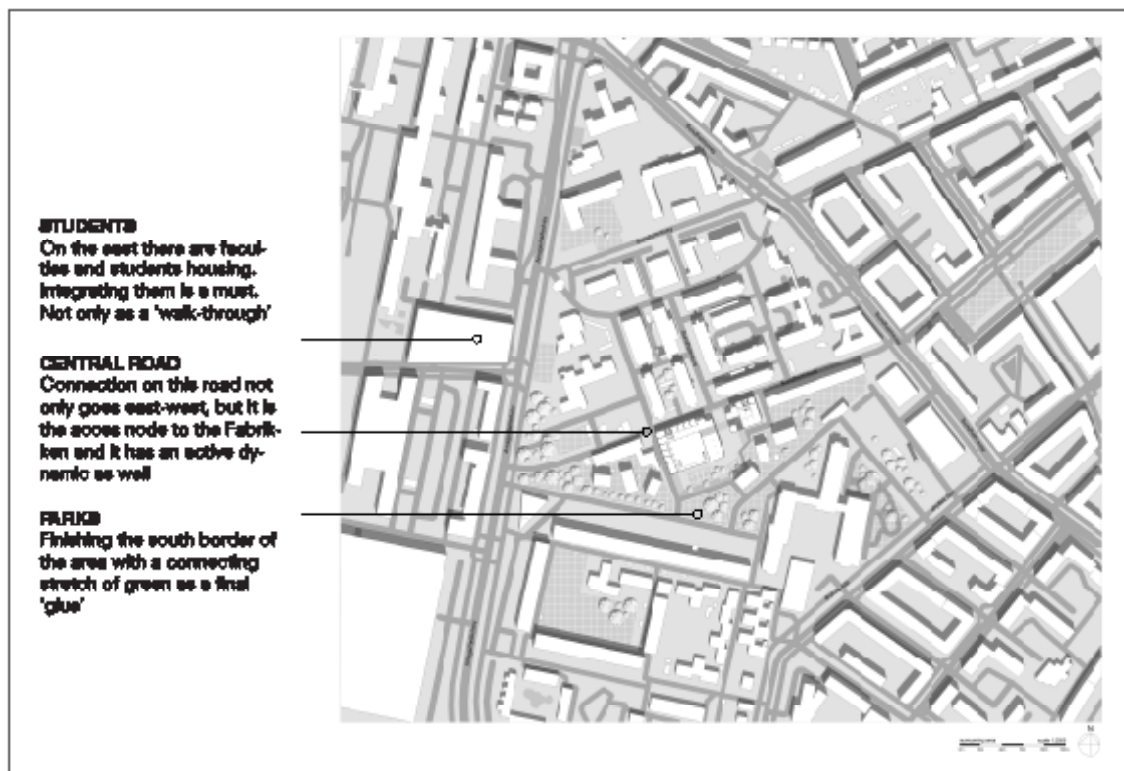 STUDENTS
On the east there are facul-
ties and students housing.
Integrating them is a must.
Not only as a 'walk-through'
CENTRAL ROAD
Connection on this road not
only goes east-west, but it is
the acces node to the Fabrik-
ken and it has an active dy-
namic as well
PARKS
Finishing the south border of
the area with a connecting
stretch of green as a final
'glue'
N